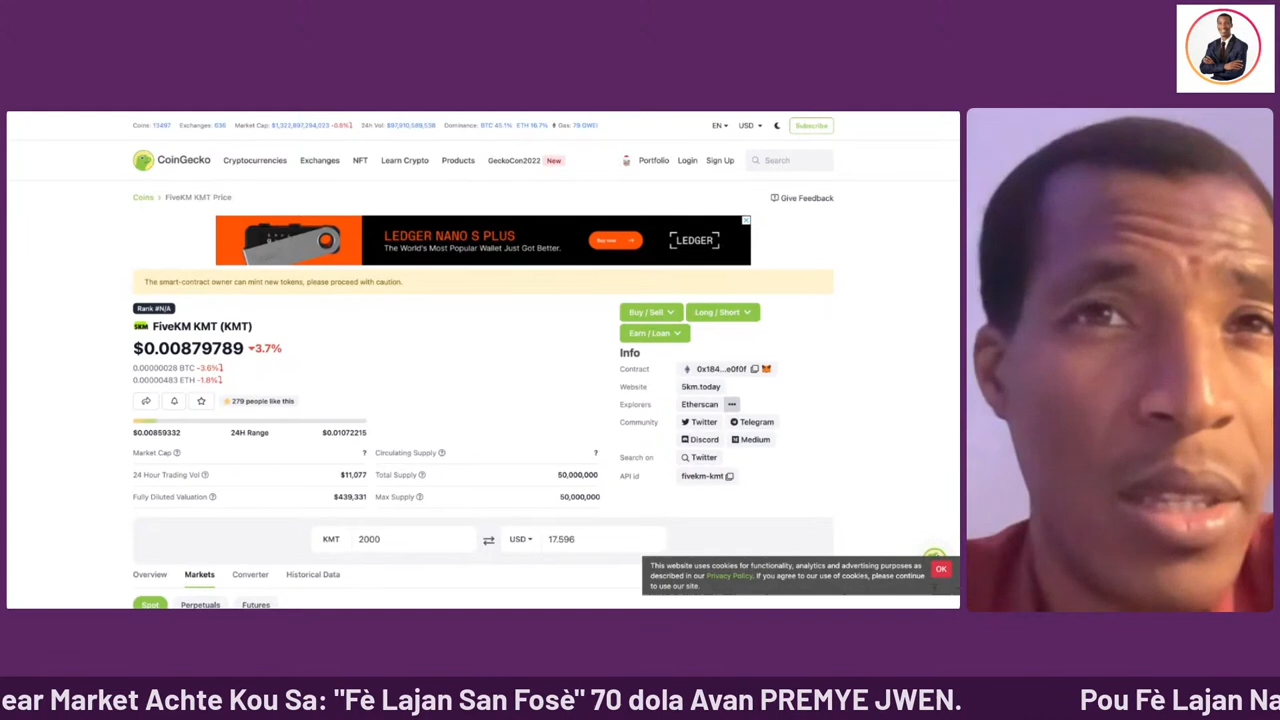 Coins: 13497 Exchanges: 636 Market Cap: $1,322,897,294,023 -0.8% 24h Vol: $97,910,589,538 Dominance: BTC 45.1% ETH 16.7% Gas: 79 GWEI
EN USD Subscribe
CoinGecko Cryptocurrencies Exchanges NFT Learn Crypto Products GeckoCon2022 New Portfolio Login Sign Up Search
Coins › FiveKM KMT Price
Give Feedback
LEDGER NANO S PLUS
The World's Most Popular Wallet Just Got Better.
Buy now →
LEDGER
The smart-contract owner can mint new tokens, please proceed with caution.
Rank #N/A
FiveKM KMT (KMT)
$0.00879789 3.7%
0.00000028 BTC -3.6%
0.00000483 ETH -1.8%
279 people like this
$0.00859332 24H Range $0.01072215
Market Cap ? Circulating Supply ?
24 Hour Trading Vol $11,077 Total Supply 50,000,000
Fully Diluted Valuation $439,331 Max Supply 50,000,000
Buy / Sell Long / Short
Earn / Loan
Info
Contract 0x184...e0f0f
Website 5km.today
Explorers Etherscan •••
Community Twitter Telegram
Discord Medium
Search on Twitter
API id fivekm-kmt
KMT 2000 USD 17.596
Overview Markets Converter Historical Data
Spot Perpetuals Futures
This website uses cookies for functionality, analytics and advertising purposes as
described in our Privacy Policy. If you agree to our use of cookies, please continue
to use our site.
OK
ear Market Achte Kou Sa: "Fè Lajan San Fosè" 70 dola Avan PREMYE JWEN. Pou Fè Lajan Na